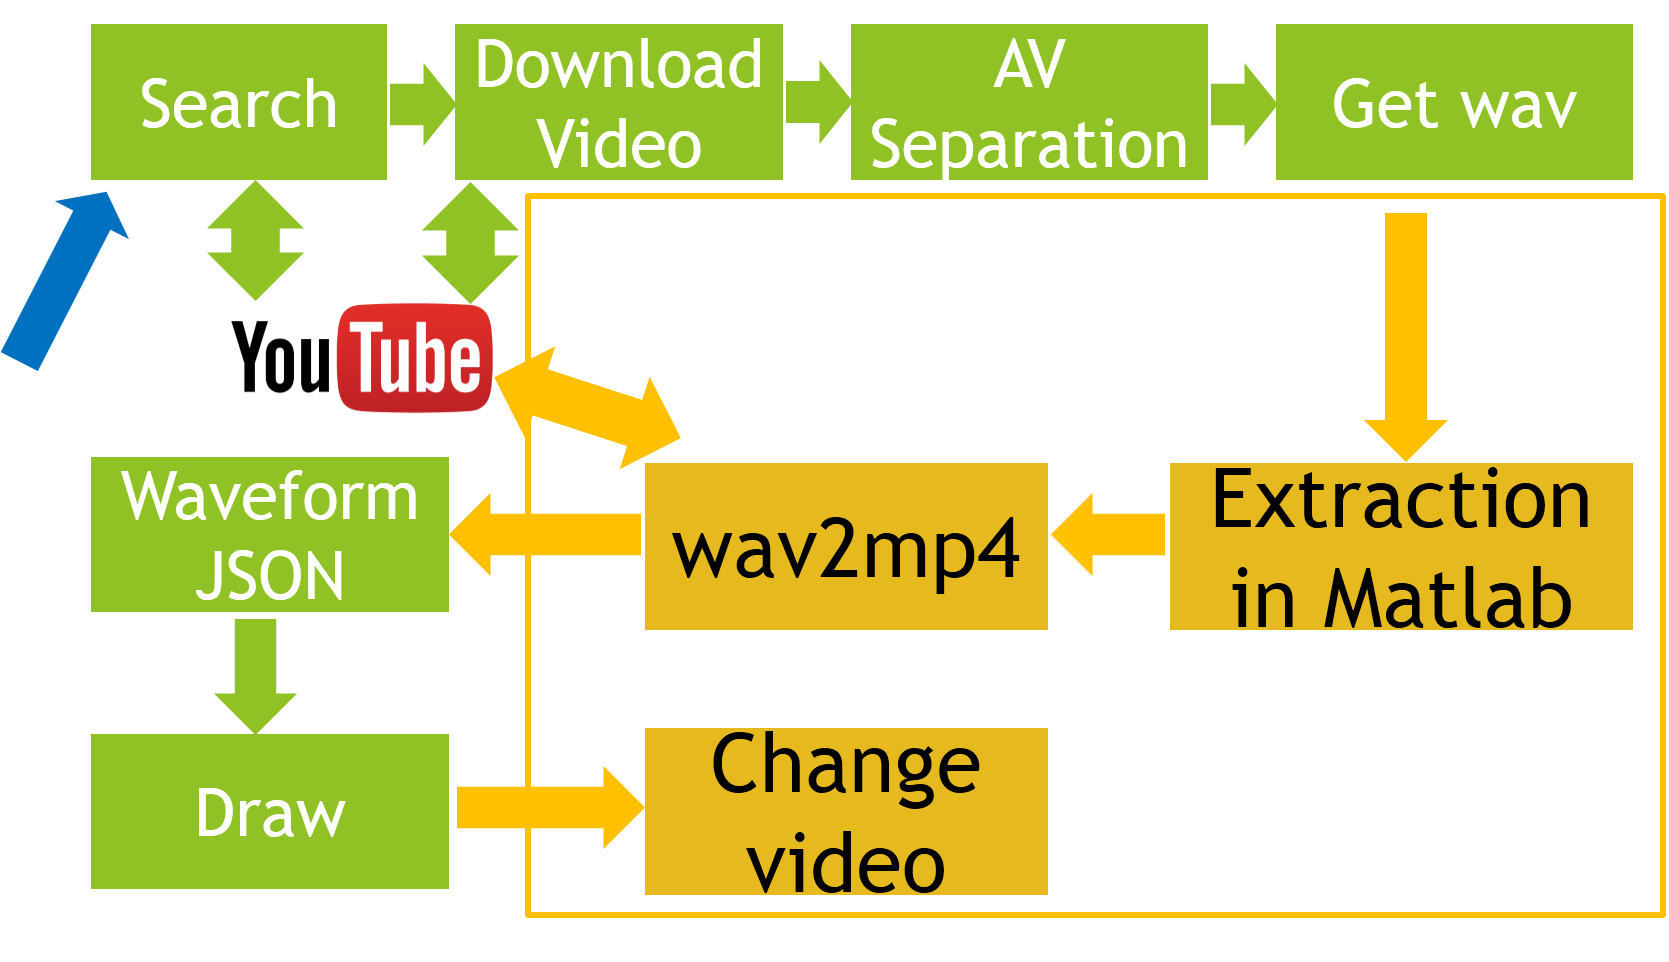 Search
Download
Video
AV
Separation
Get wav
YouTube
Waveform
JSON
wav2mp4
Extraction
in Matlab
Draw
Change
video